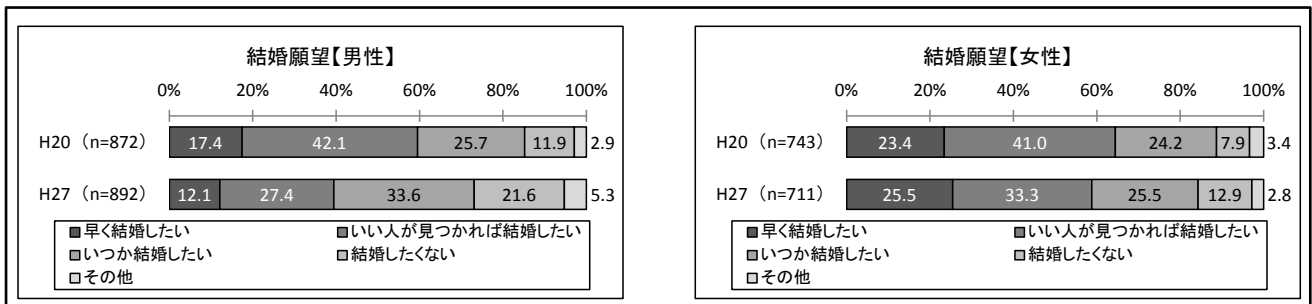 結婚願望【男性】
0% 20% 40% 60% 80% 100%
H20 (n=872) 17.4 42.1 25.7 11.9 2.9
H27 (n=892) 12.1 27.4 33.6 21.6 5.3
早く結婚したい いい人が見つかれば結婚したい
いつか結婚したい 結婚したくない
その他
結婚願望【女性】
0% 20% 40% 60% 80% 100%
H20 (n=743) 23.4 41.0 24.2 7.9 3.4
H27 (n=711) 25.5 33.3 25.5 12.9 2.8
早く結婚したい いい人が見つかれば結婚したい
いつか結婚したい 結婚したくない
その他